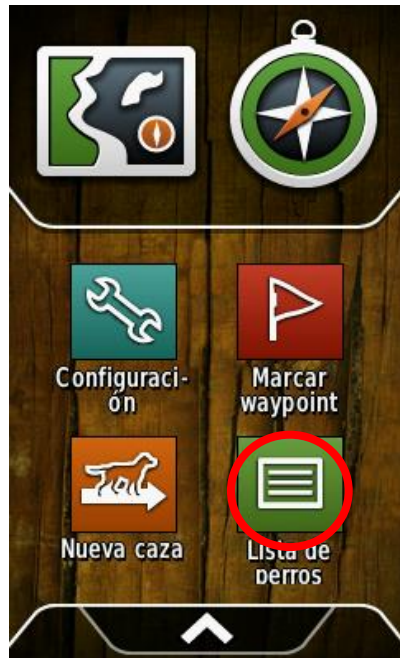 Configuraci-
ón
Marcar
waypoint
Nueva caza
Lista de
perros